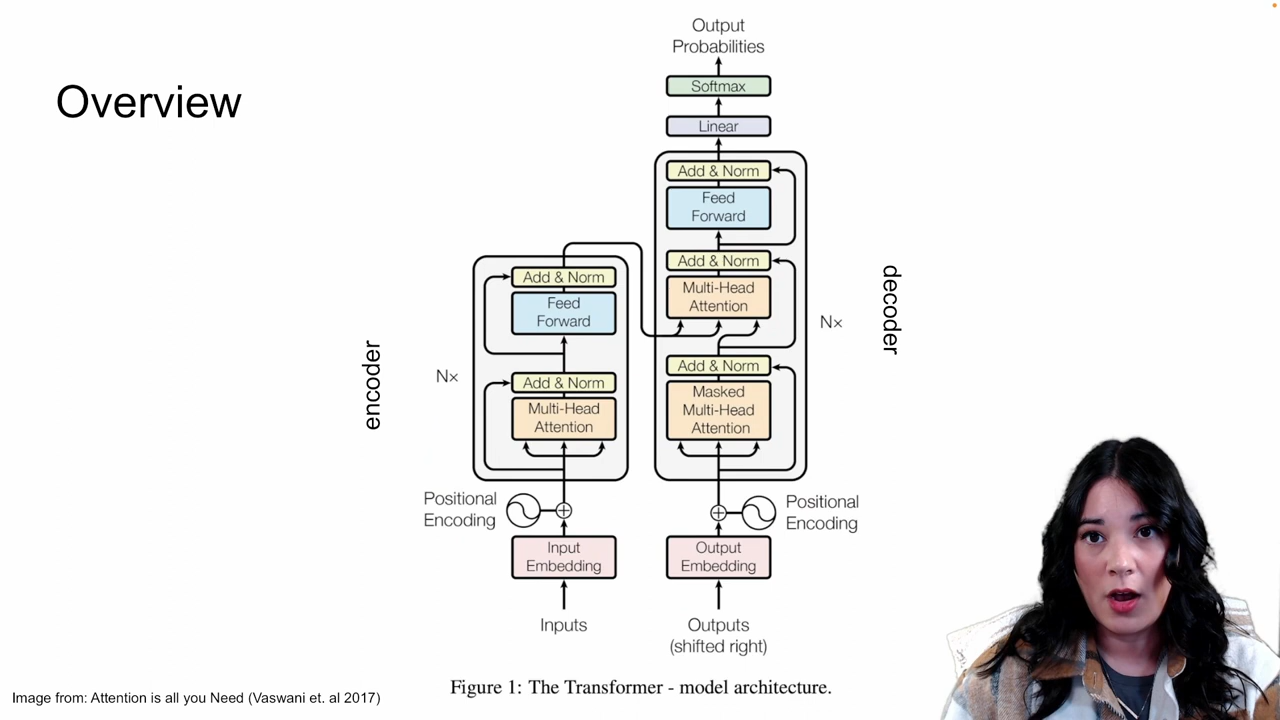 Overview
Output
Probabilities
Softmax
Linear
Add & Norm
Feed
Forward
Add & Norm
Multi-Head
Attention
Add & Norm
Masked
Multi-Head
Attention
Nx
decoder
Positional
Encoding
Output
Embedding
Outputs
(shifted right)
encoder
Nx
Add & Norm
Feed
Forward
Add & Norm
Multi-Head
Attention
Positional
Encoding
Input
Embedding
Inputs
Figure 1: The Transformer - model architecture.
Image from: Attention is all you Need (Vaswani et. al 2017)